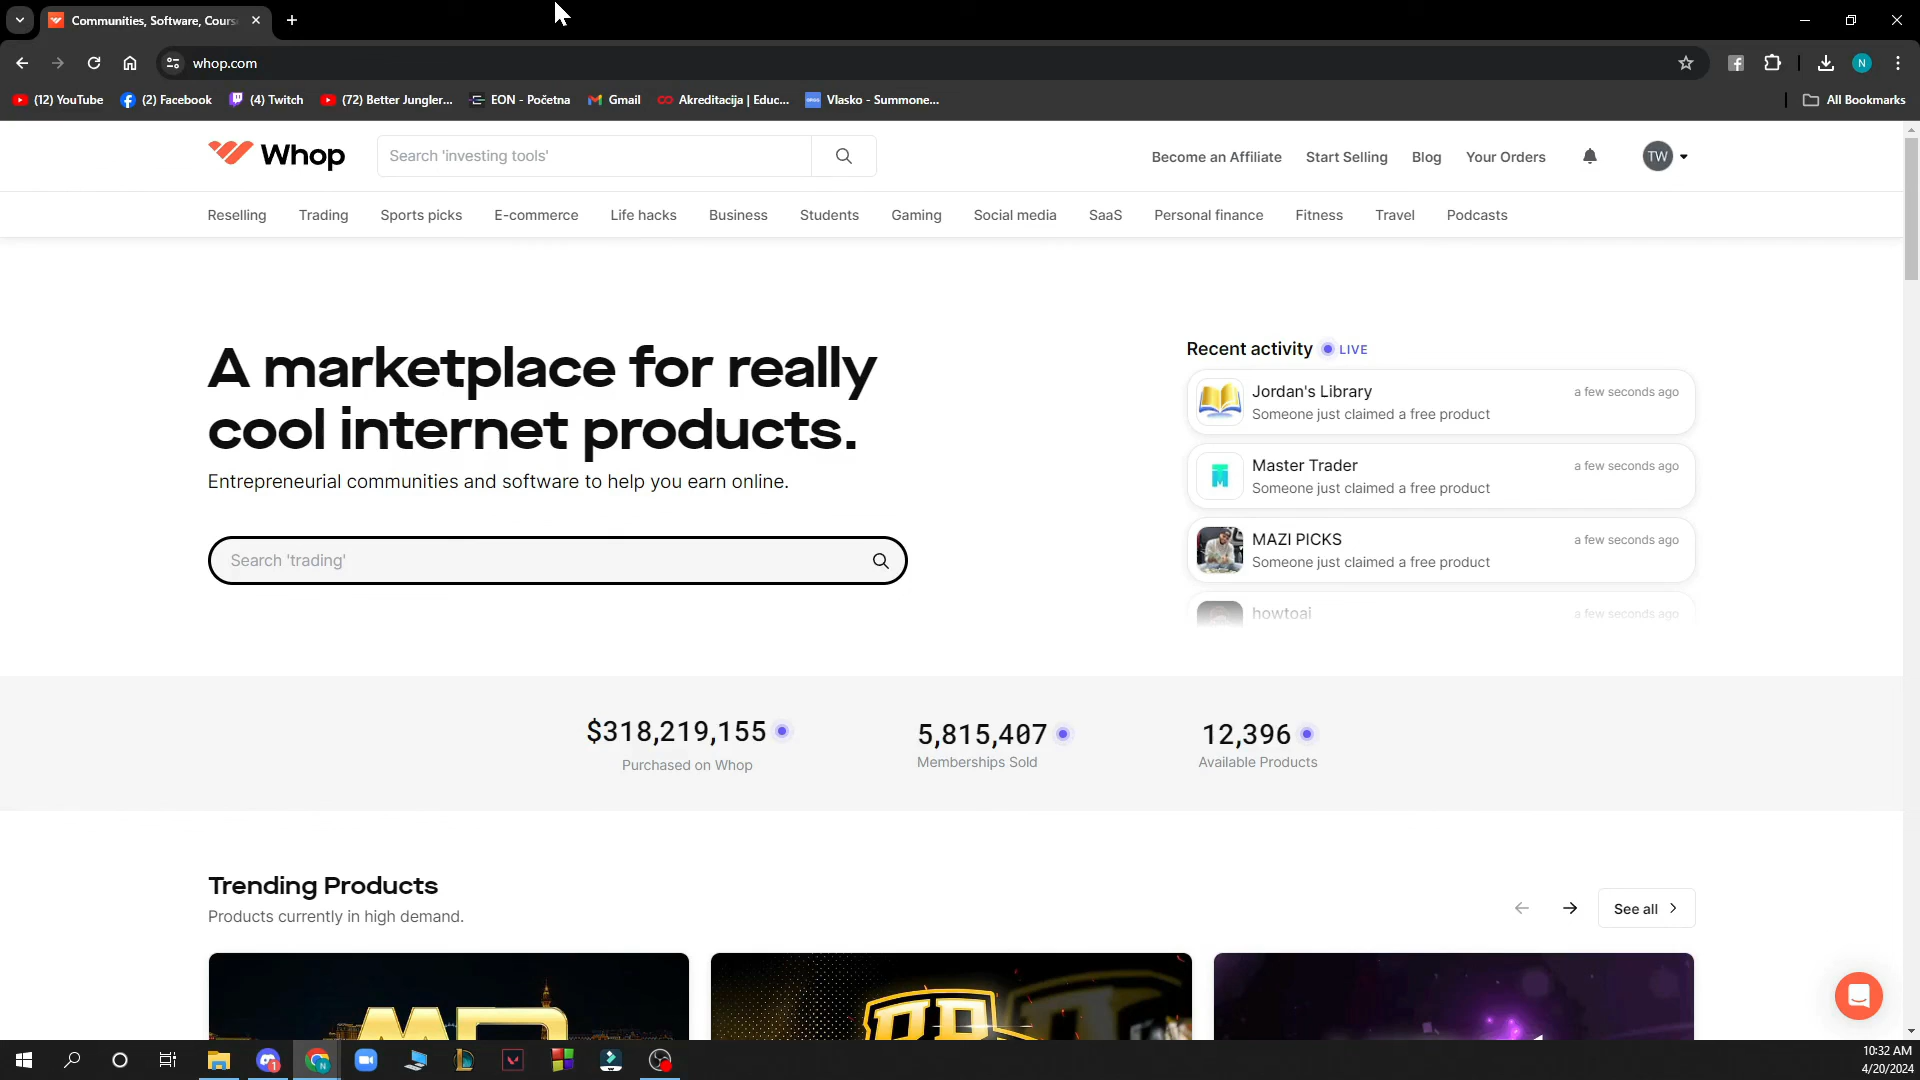 Communities, Software, Cours
whop.com
(12) YouTube
(2) Facebook
(4) Twitch
(72) Better Jungler...
EON - Početna
Gmail
Akreditacija | Educ...
Vlasko - Summone...
All Bookmarks
Whop
Search 'investing tools'
Become an Affiliate
Start Selling
Blog
Your Orders
TW
Reselling
Trading
Sports picks
E-commerce
Life hacks
Business
Students
Gaming
Social media
SaaS
Personal finance
Fitness
Travel
Podcasts
A marketplace for really
cool internet products.
Entrepreneurial communities and software to help you earn online.
Search 'trading'
Recent activity
LIVE
Jordan's Library
a few seconds ago
Someone just claimed a free product
Master Trader
a few seconds ago
Someone just claimed a free product
MAZI PICKS
a few seconds ago
Someone just claimed a free product
howtoai
a few seconds ago
$318,219,155
Purchased on Whop
5,815,407
Memberships Sold
12,396
Available Products
Trending Products
Products currently in high demand.
See all
10:32 AM
4/20/2024